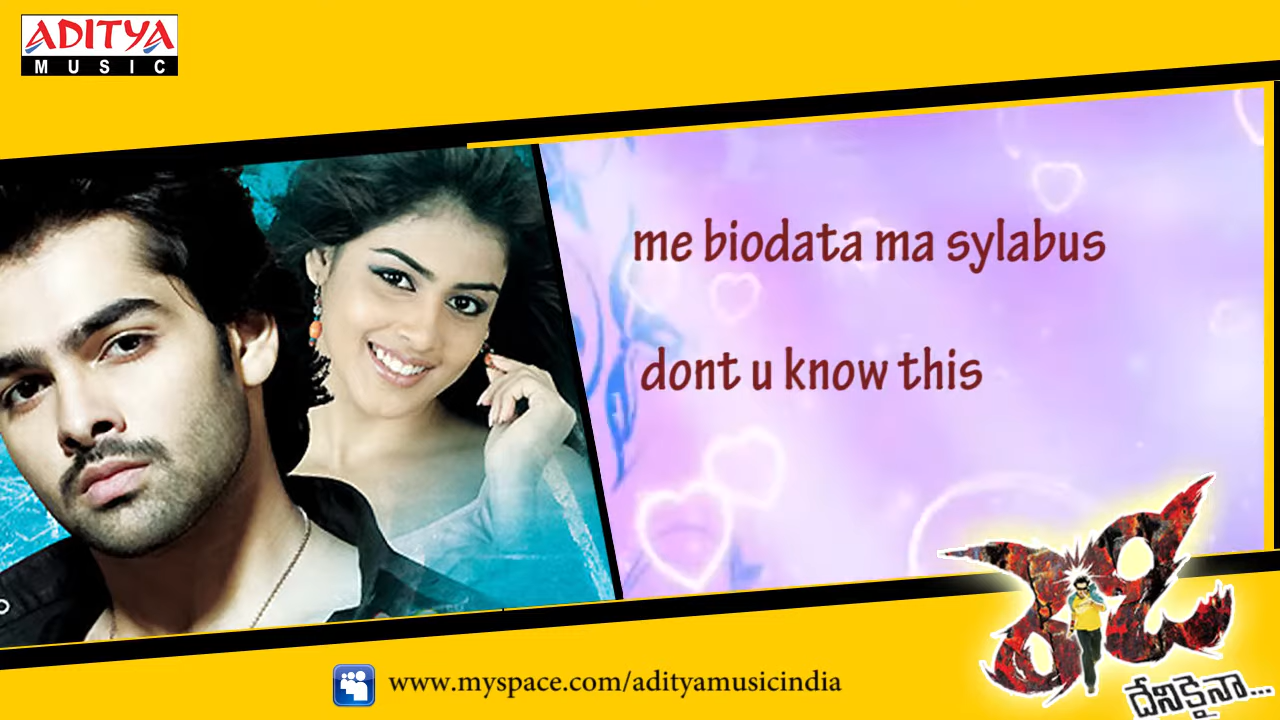 ADITYA
MUSIC
me biodata ma sylabus
dont u know this
రెడీ
దేనికైనా...
www.myspace.com/adityamusicindia